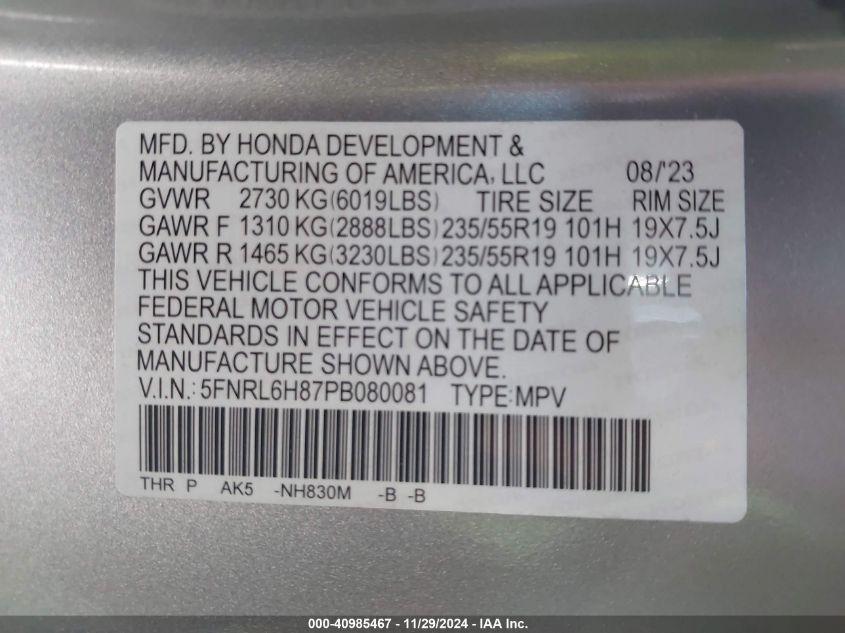 MFD. BY HONDA DEVELOPMENT &
MANUFACTURING OF AMERICA, LLC 08/'23
GVWR 2730 KG(6019LBS) TIRE SIZE RIM SIZE
GAWR F 1310 KG(2888LBS) 235/55R19 101H 19X7.5J
GAWR R 1465 KG(3230LBS) 235/55R19 101H 19X7.5J
THIS VEHICLE CONFORMS TO ALL APPLICABLE
FEDERAL MOTOR VEHICLE SAFETY
STANDARDS IN EFFECT ON THE DATE OF
MANUFACTURE SHOWN ABOVE.
V.I.N.: 5FNRL6H87PB080081 TYPE:MPV
THR P AK5 -NH830M -B -B
000-40985467 - 11/29/2024 - IAA Inc.